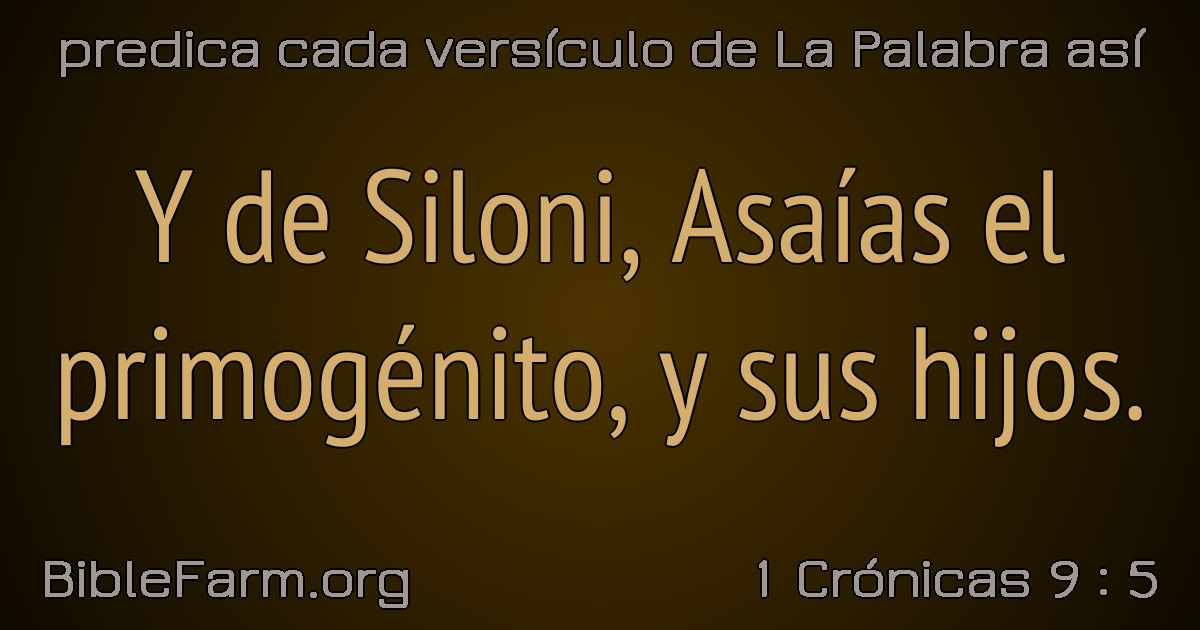 predica cada versículo de La Palabra así
Y de Siloni, Asaías el
primogénito, y sus hijos.
BibleFarm.org
1 Crónicas 9 : 5